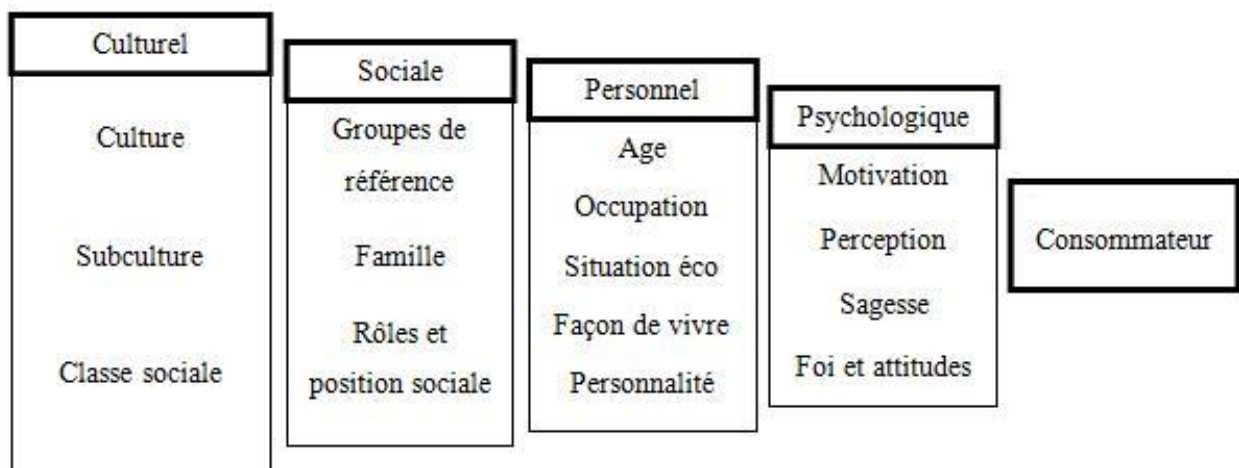 Culturel
Culture
Subculture
Classe sociale
Sociale
Groupes de
référence
Famille
Rôles et
position sociale
Personnel
Age
Occupation
Situation éco
Façon de vivre
Personnalité
Psychologique
Motivation
Perception
Sagesse
Foi et attitudes
Consommateur